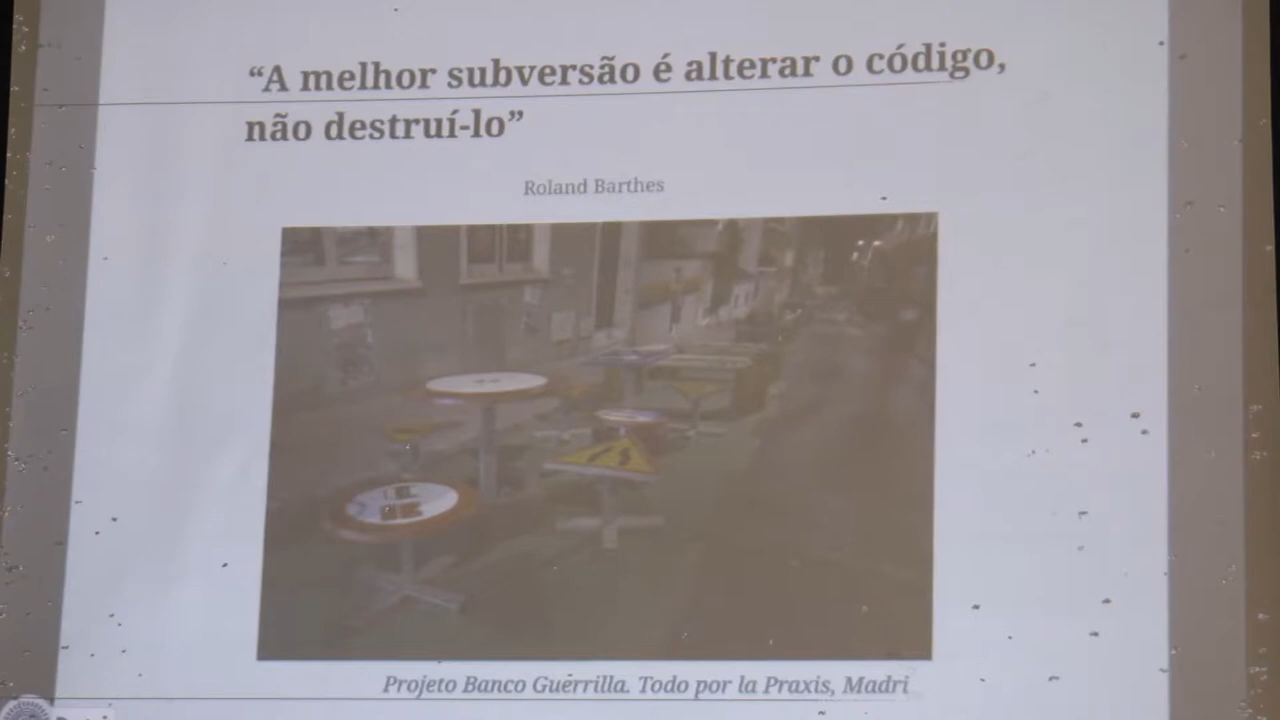 “A melhor subversão é alterar o código,
não destruí-lo”
Roland Barthes
Projeto Banco Guerrilla. Todo por la Praxis, Madri